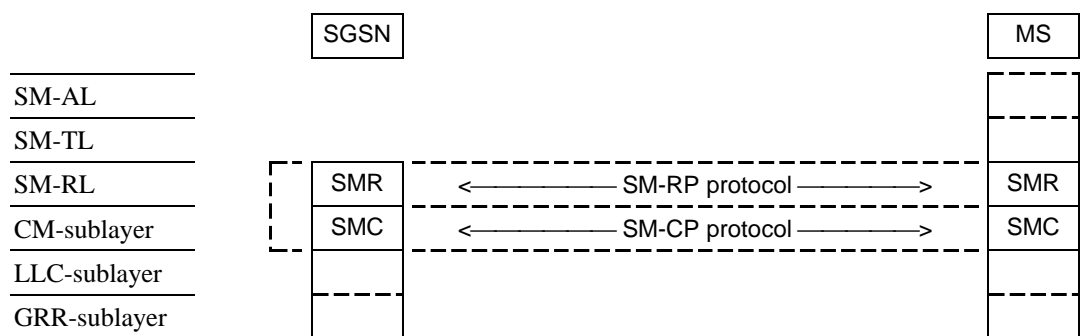 SGSN MS
SM-AL
SM-TL
SM-RL SMR <———— SM-RP protocol ————> SMR
CM-sublayer SMC <———— SM-CP protocol ————> SMC
LLC-sublayer
GRR-sublayer